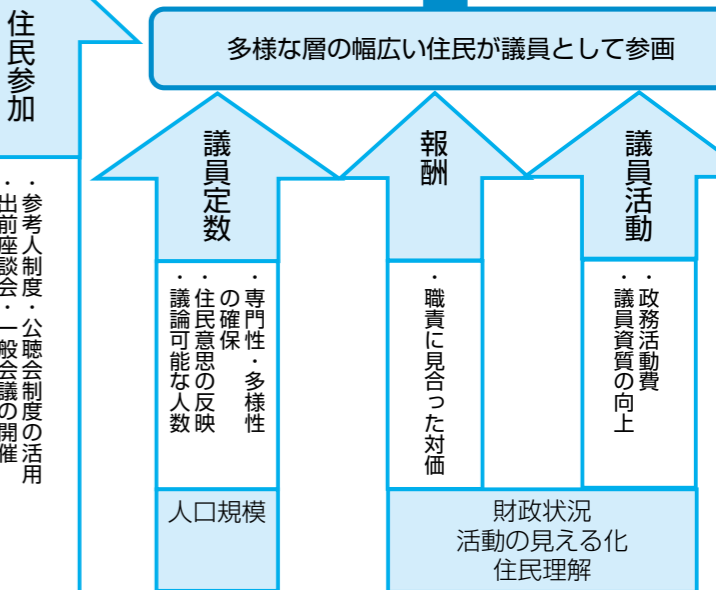 多様な層の幅広い住民が議員として参画
住民参加
・参考人制度・公聴会制度の活用
・出前座談会・一般会議の開催
議員定数
・専門性・多様性
の確保
・住民意思の反映
・議論可能な人数
人口規模
報酬
・職責に見合った対価
議員活動
・政務活動費
・議員資質の向上
財政状況
活動の見える化
住民理解